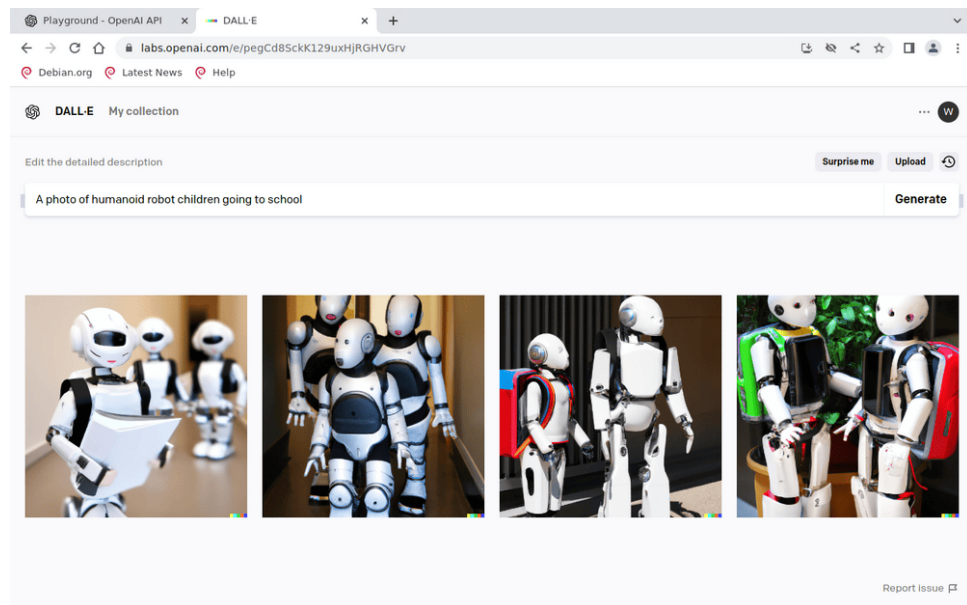 Playground - OpenAI API
DALL·E
labs.openai.com/e/pegCd8SckK129uxHjRGHVGrv
Debian.org Latest News Help
DALL·E My collection
W
Edit the detailed description
Surprise me Upload
A photo of humanoid robot children going to school
Generate
Report issue